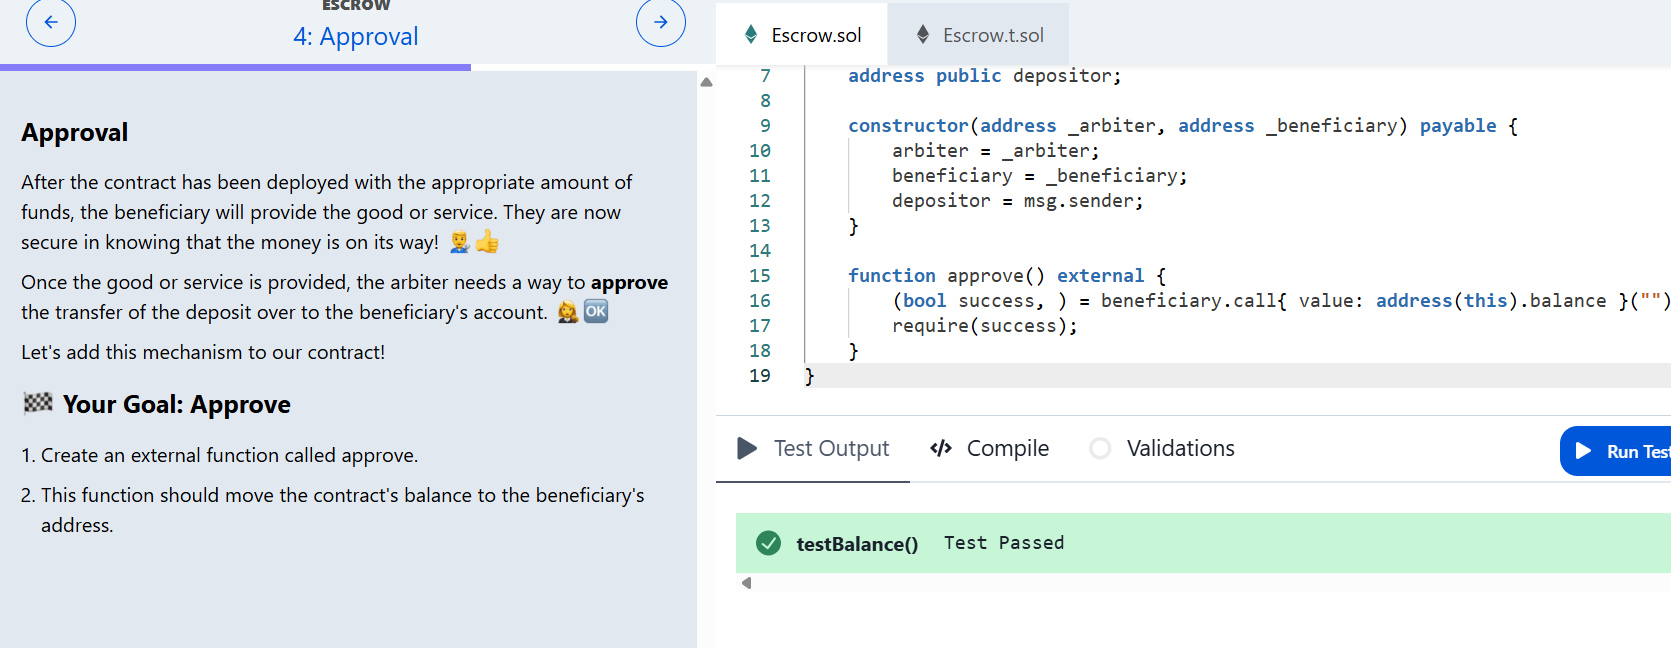 ESCROW
4: Approval
Approval
After the contract has been deployed with the appropriate amount of
funds, the beneficiary will provide the good or service. They are now
secure in knowing that the money is on its way! 👨‍🔧👍
Once the good or service is provided, the arbiter needs a way to approve
the transfer of the deposit over to the beneficiary's account. 👩‍⚖️🆗
Let's add this mechanism to our contract!
🏁 Your Goal: Approve
1. Create an external function called approve.
2. This function should move the contract's balance to the beneficiary's
address.
Escrow.sol
Escrow.t.sol
7 address public depositor;
8
9 constructor(address _arbiter, address _beneficiary) payable {
10 arbiter = _arbiter;
11 beneficiary = _beneficiary;
12 depositor = msg.sender;
13 }
14
15 function approve() external {
16 (bool success, ) = beneficiary.call{ value: address(this).balance }("")
17 require(success);
18 }
19 }
Test Output
</> Compile
Validations
Run Test
testBalance() Test Passed